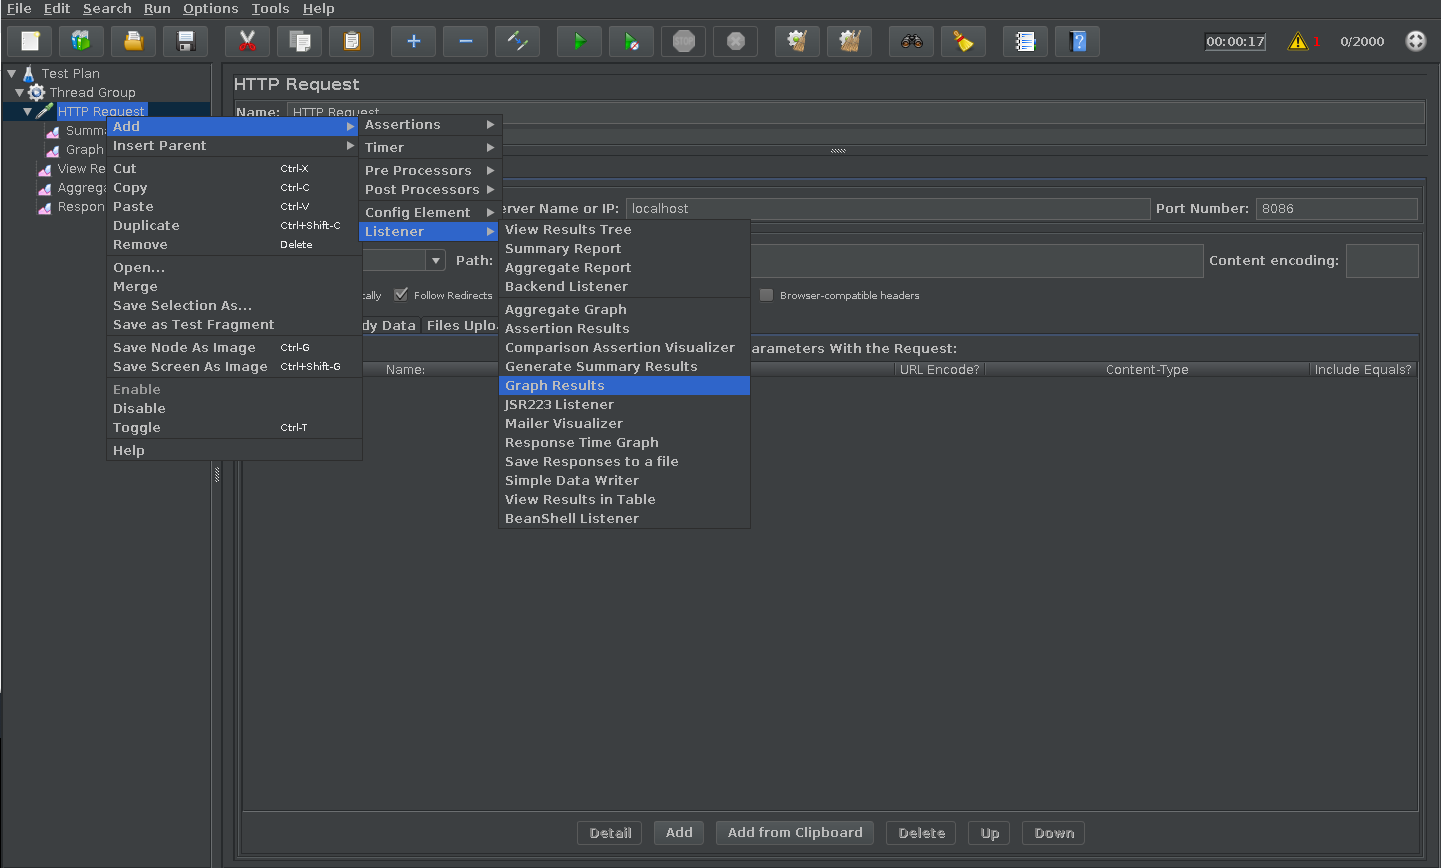 File Edit Search Run Options Tools Help
00:00:17 1 0/2000
Test Plan
Thread Group
HTTP Request
Summa
Graph
View Re
Aggrega
Respon
HTTP Request
Name: HTTP Request
erver Name or IP: localhost Port Number: 8086
Path: Content encoding:
cally Follow Redirects Browser-compatible headers
dy Data Files Uploa
arameters With the Request:
Name: URL Encode? Content-Type Include Equals?
Add
Insert Parent
Cut Ctrl-X
Copy Ctrl-C
Paste Ctrl-V
Duplicate Ctrl+Shift-C
Remove Delete
Open...
Merge
Save Selection As...
Save as Test Fragment
Save Node As Image Ctrl-G
Save Screen As Image Ctrl+Shift-G
Enable
Disable
Toggle Ctrl-T
Help
Assertions
Timer
Pre Processors
Post Processors
Config Element
Listener
View Results Tree
Summary Report
Aggregate Report
Backend Listener
Aggregate Graph
Assertion Results
Comparison Assertion Visualizer
Generate Summary Results
Graph Results
JSR223 Listener
Mailer Visualizer
Response Time Graph
Save Responses to a file
Simple Data Writer
View Results in Table
BeanShell Listener
Detail Add Add from Clipboard Delete Up Down